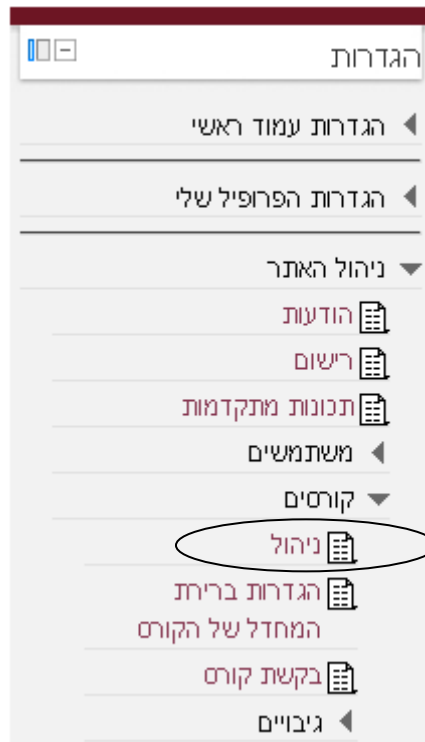 הגדרות
הגדרות עמוד ראשי
הגדרות הפרופיל שלי
ניהול האתר
הודעות
רישום
תכונות מתקדמות
משתמשים
קורסים
ניהול
הגדרות ברירת
המחדל של הקורס
בקשת קורס
גיבויים